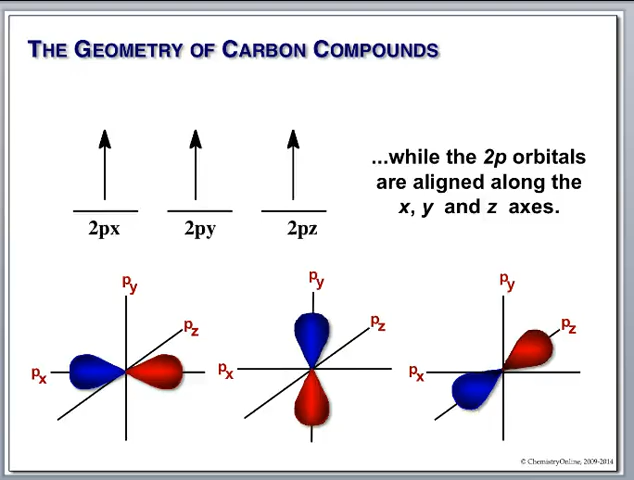 THE GEOMETRY OF CARBON COMPOUNDS
...while the 2p orbitals
are aligned along the
x, y and z axes.
2px 2py 2pz
py pz px
py pz px
py pz px
© ChemistryOnline, 2009-2014